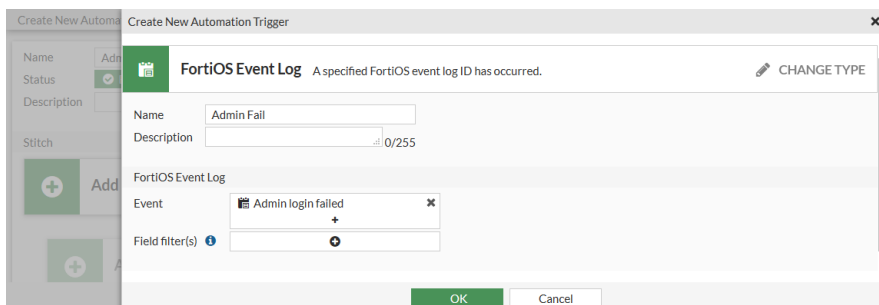 Create New Automa
Create New Automation Trigger
Name
Adn
Status
Description
Stitch
Add
FortiOS Event Log A specified FortiOS event log ID has occurred.
CHANGE TYPE
Name
Admin Fail
Description
0/255
FortiOS Event Log
Event
Admin login failed
Field filter(s)
OK
Cancel